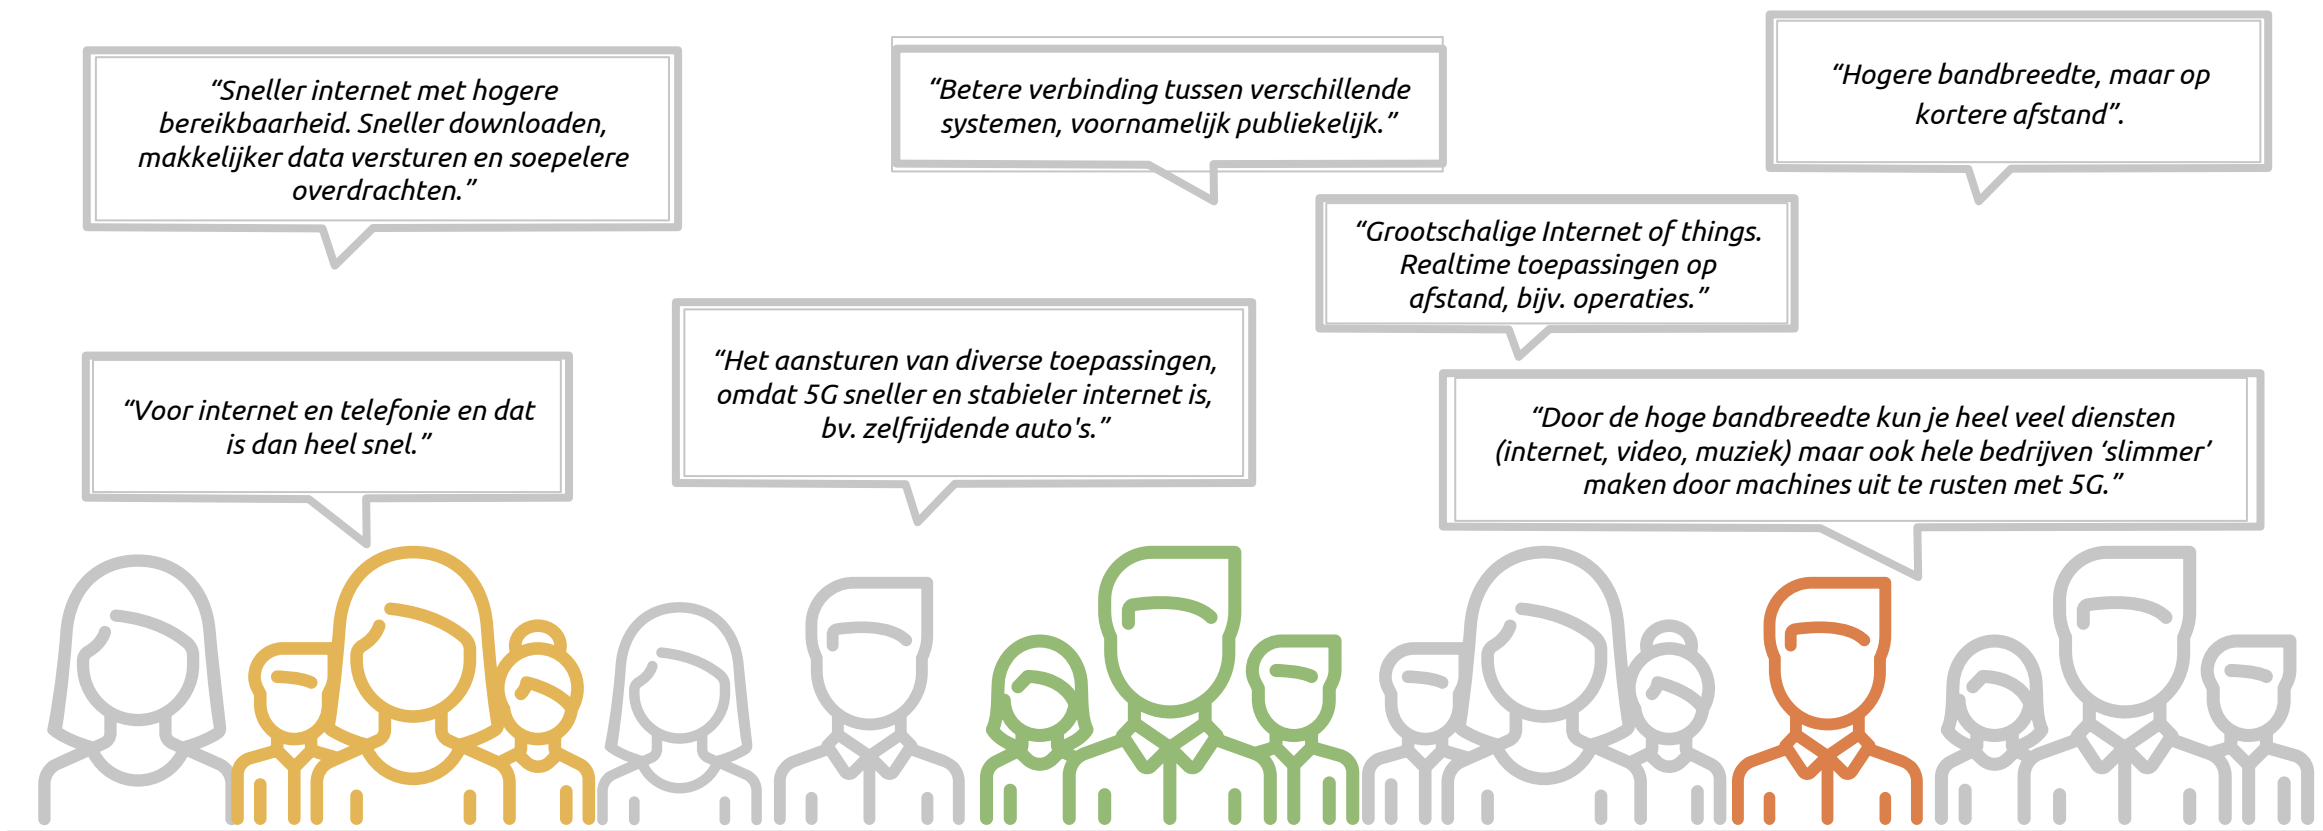 “Sneller internet met hogere
bereikbaarheid. Sneller downloaden,
makkelijker data versturen en soepelere
overdrachten.”
“Betere verbinding tussen verschillende
systemen, voornamelijk publiekelijk.”
“Hogere bandbreedte, maar op
kortere afstand”.
“Grootschalige Internet of things.
Realtime toepassingen op
afstand, bijv. operaties.”
“Voor internet en telefonie en dat
is dan heel snel.”
“Het aansturen van diverse toepassingen,
omdat 5G sneller en stabieler internet is,
bv. zelfrijdende auto's.”
“Door de hoge bandbreedte kun je heel veel diensten
(internet, video, muziek) maar ook hele bedrijven ‘slimmer’
maken door machines uit te rusten met 5G.”